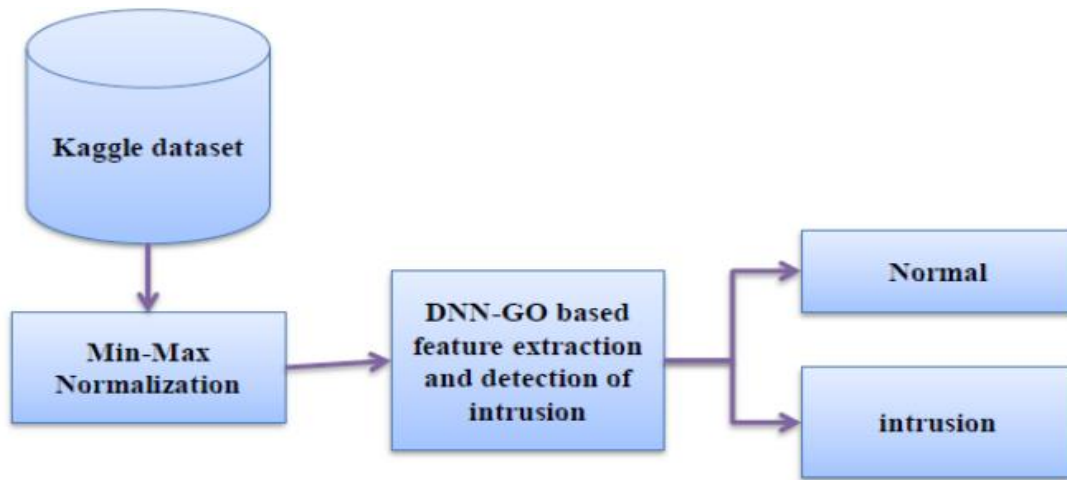 Kaggle dataset
Min-Max
Normalization
DNN-GO based
feature extraction
and detection of
intrusion
Normal
intrusion